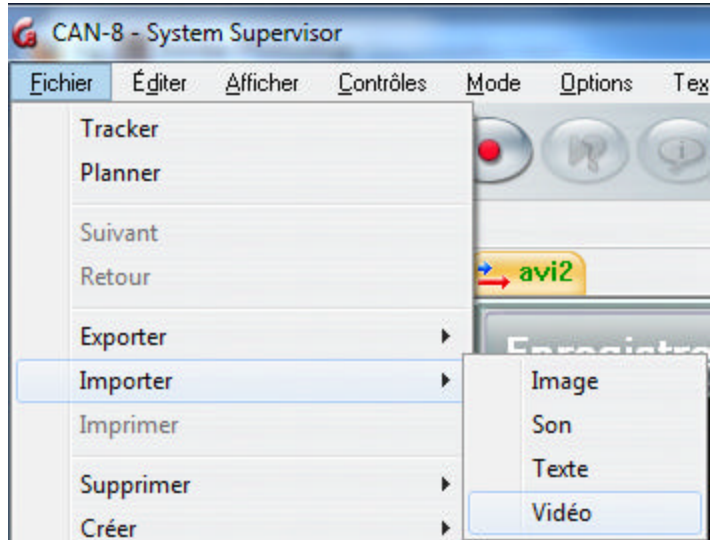 CAN-8 - System Supervisor
Fichier Éditer Afficher Contrôles Mode Options
Tracker
Planner
Suivant
Retour
avi2
Exporter
Importer
Image
Imprimer
Son
Texte
Supprimer
Vidéo
Créer